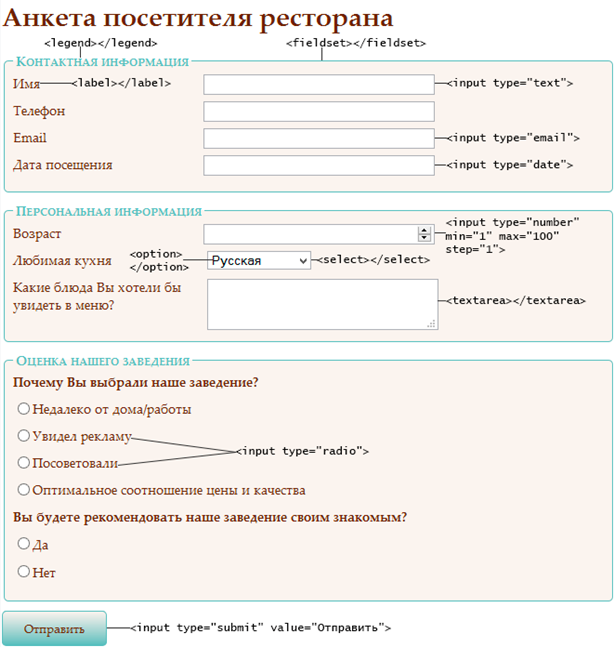 Анкета посетителя ресторана
<legend></legend> <fieldset></fieldset>
Контактная информация
Имя <label></label> <input type="text">
Телефон
Email <input type="email">
Дата посещения <input type="date">
Персональная информация
Возраст <input type="number"
min="1" max="100"
step="1">
Любимая кухня <option>
</option> Русская <select></select>
Какие блюда Вы хотели бы
увидеть в меню? <textarea></textarea>
Оценка нашего заведения
Почему Вы выбрали наше заведение?
Недалеко от дома/работы
Увидел рекламу
<input type="radio">
Посоветовали
Оптимальное соотношение цены и качества
Вы будете рекомендовать наше заведение своим знакомым?
Да
Нет
Отправить <input type="submit" value="Отправить">